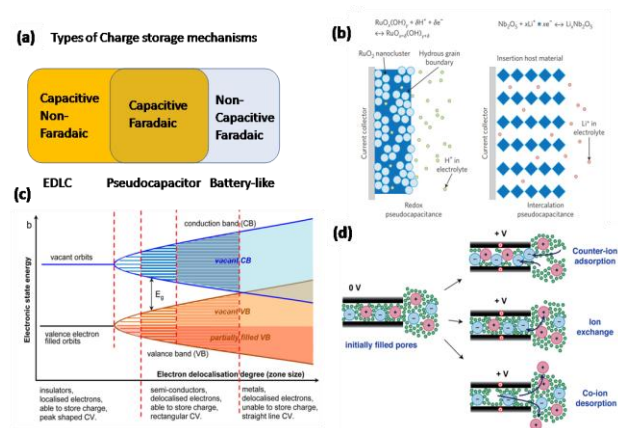 (a)
Types of Charge storage mechanisms
Capacitive
Non-
Faradaic
Capacitive
Faradaic
Non-
Capacitive
Faradaic
EDLC
Pseudocapacitor
Battery-like
(b)
RuOₓ(OH)ᵧ + δH⁺ + δe⁻
↔ RuOₓ₋δ(OH)ᵧ₊δ
RuO₂ nanocluster
Hydrous grain
boundary
Current collector
H⁺ in
electrolyte
Redox
pseudocapacitance
Nb₂O₅ + xLi⁺ + xe⁻ ↔ LiₓNb₂O₅
Insertion host material
Current collector
Li⁺ in
electrolyte
Intercalation
pseudocapacitance
(c)
b
Electronic state energy
conduction band (CB)
vacant orbits
vacant CB
Eg
valence electron
filled orbits
vacant VB
partially filled VB
valance band (VB)
Electron delocalisation degree (zone size)
insulators,
localised electrons,
able to store charge,
peak shaped CV.
semi-conductors,
delocalised electrons,
able to store charge,
rectangular CV.
metals,
delocalised electrons,
unable to store charge,
straight line CV.
(d)
0 V
initially filled pores
+ V
Counter-ion
adsorption
+ V
Ion
exchange
+ V
Co-ion
desorption